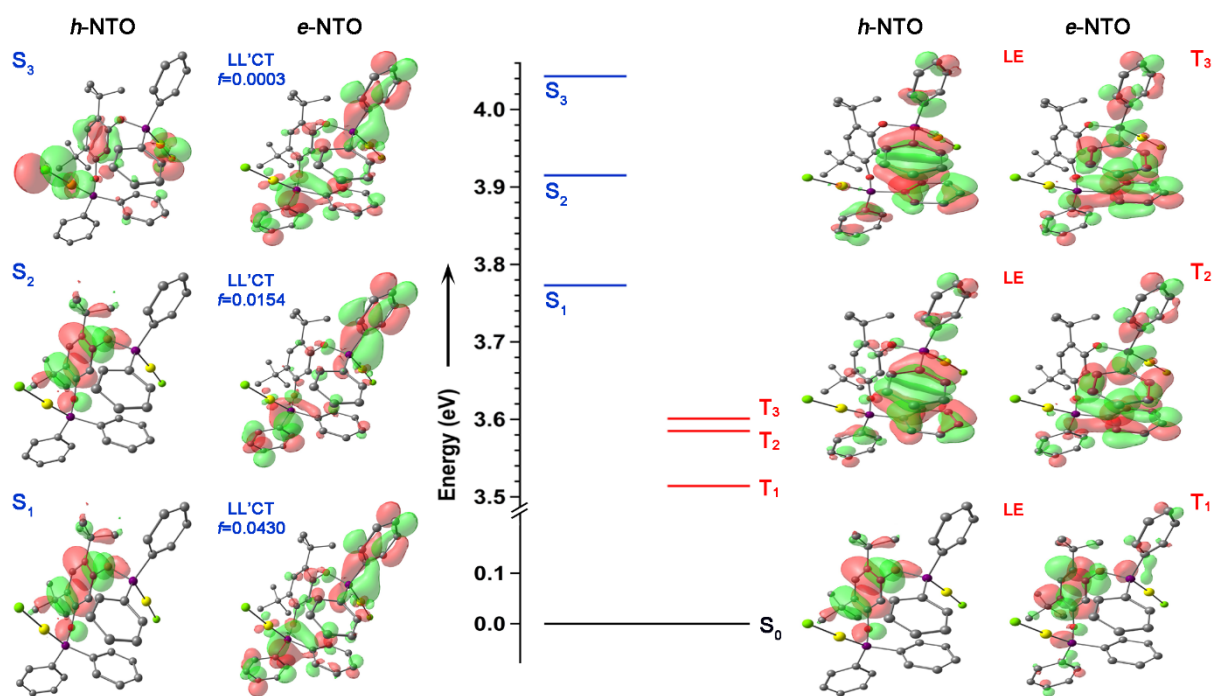 h-NTO
e-NTO
h-NTO
e-NTO
S3
LL'CT
f=0.0003
S3
S2
S1
LE
T3
S2
LL'CT
f=0.0154
LE
T2
S1
LL'CT
f=0.0430
LE
T1
Energy (eV)
4.0
3.9
3.8
3.7
3.6
3.5
0.1
0.0
T3
T2
T1
S0